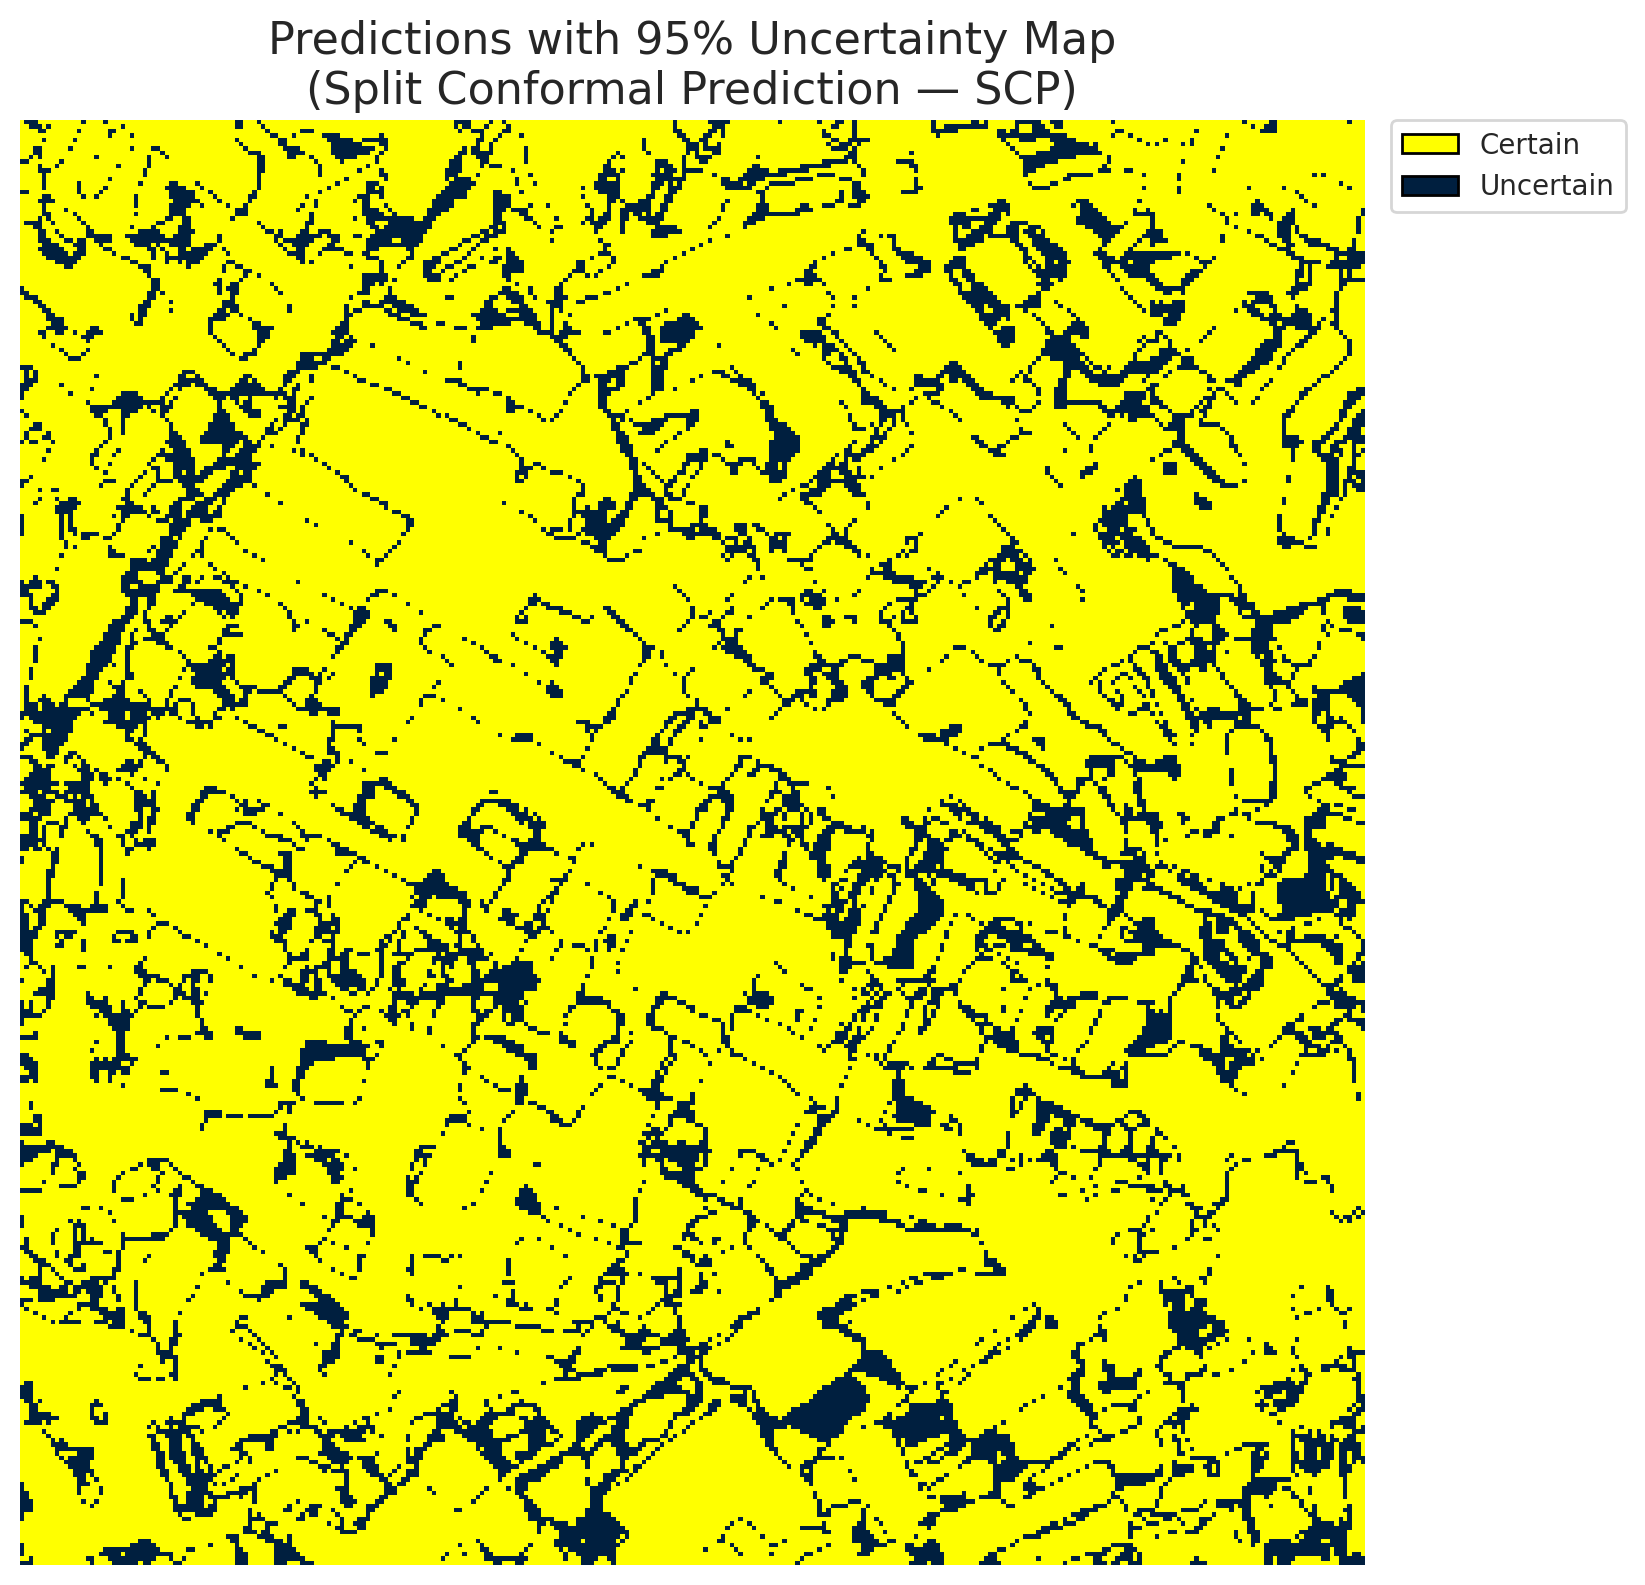 Predictions with 95% Uncertainty Map
(Split Conformal Prediction — SCP)
Certain
Uncertain